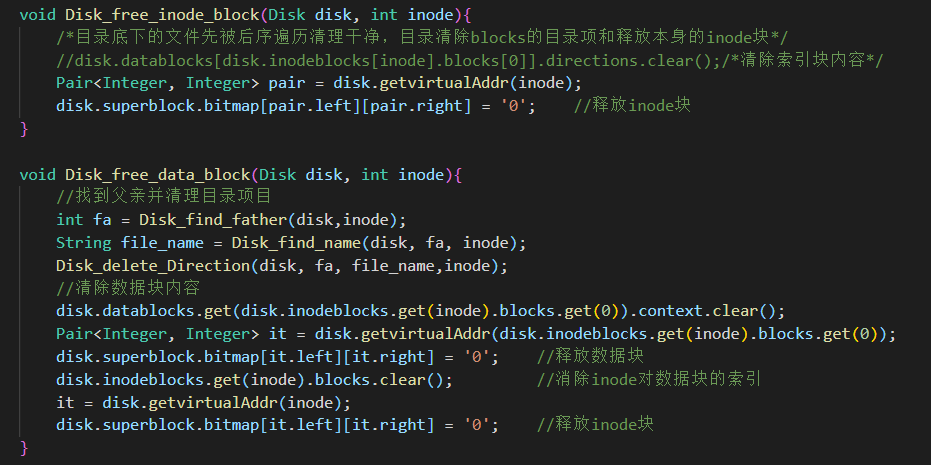 void Disk_free_inode_block(Disk disk, int inode){
/*目录底下的文件先被后序遍历清理干净，目录清除blocks的目录项和释放本身的inode块*/
//disk.datablocks[disk.inodeblocks[inode].blocks[0]].directions.clear();/*清除索引块内容*/
Pair<Integer, Integer> pair = disk.getvirtualAddr(inode);
disk.superblock.bitmap[pair.left][pair.right] = '0';    //释放inode块
}
void Disk_free_data_block(Disk disk, int inode){
//找到父亲并清理目录项目
int fa = Disk_find_father(disk,inode);
String file_name = Disk_find_name(disk, fa, inode);
Disk_delete_Direction(disk, fa, file_name,inode);
//清除数据块内容
disk.datablocks.get(disk.inodeblocks.get(inode).blocks.get(0)).context.clear();
Pair<Integer, Integer> it = disk.getvirtualAddr(disk.inodeblocks.get(inode).blocks.get(0));
disk.superblock.bitmap[it.left][it.right] = '0';    //释放数据块
disk.inodeblocks.get(inode).blocks.clear();         //消除inode对数据块的索引
it = disk.getvirtualAddr(inode);
disk.superblock.bitmap[it.left][it.right] = '0';    //释放inode块
}